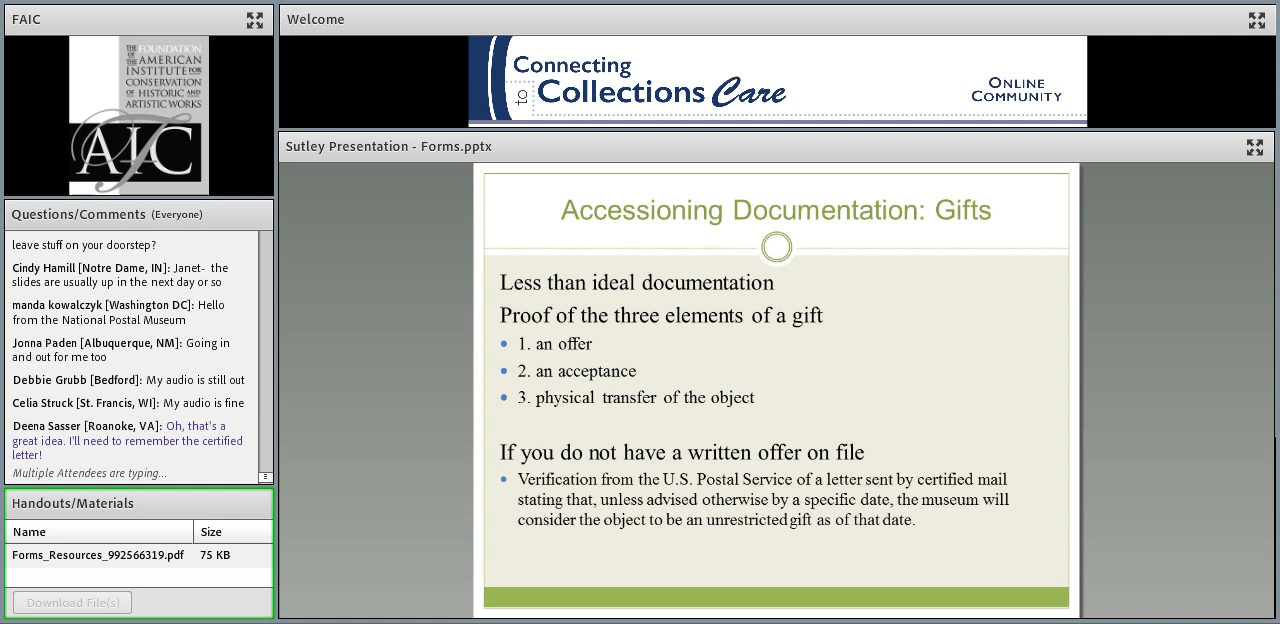 FAIC
THE FOUNDATION
OF THE AMERICAN
INSTITUTE FOR
CONSERVATION
OF HISTORIC AND
ARTISTIC WORKS
FAIC
Questions/Comments (Everyone)
leave stuff on your doorstep?
Cindy Hamill [Notre Dame, IN]: Janet- the
slides are usually up in the next day or so
manda kowalczyk [Washington DC]: Hello
from the National Postal Museum
Jonna Paden [Albuquerque, NM]: Going in
and out for me too
Debbie Grubb [Bedford]: My audio is still out
Celia Struck [St. Francis, WI]: My audio is fine
Deena Sasser [Roanoke, VA]: Oh, that's a
great idea. I'll need to remember the certified
letter!
Multiple Attendees are typing...
Handouts/Materials
Name Size
Forms_Resources_992566319.pdf 75 KB
Download File(s)
Welcome
Connecting
to Collections Care
ONLINE
COMMUNITY
Sutley Presentation - Forms.pptx
Accessioning Documentation: Gifts
Less than ideal documentation
Proof of the three elements of a gift
• 1. an offer
• 2. an acceptance
• 3. physical transfer of the object
If you do not have a written offer on file
• Verification from the U.S. Postal Service of a letter sent by certified mail
stating that, unless advised otherwise by a specific date, the museum will
consider the object to be an unrestricted gift as of that date.